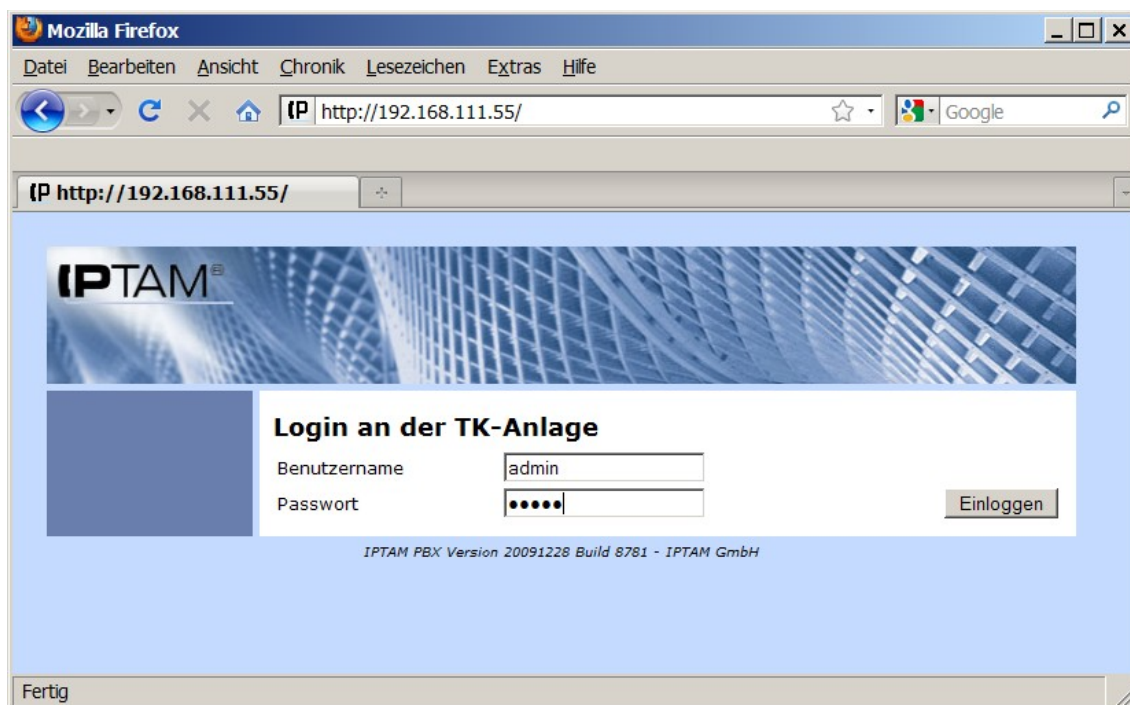 Mozilla Firefox
Datei Bearbeiten Ansicht Chronik Lesezeichen Extras Hilfe
(P http://192.168.111.55/ Google
(P http://192.168.111.55/
IPTAM®
Login an der TK-Anlage
Benutzername admin
Passwort ••••• Einloggen
IPTAM PBX Version 20091228 Build 8781 - IPTAM GmbH
Fertig